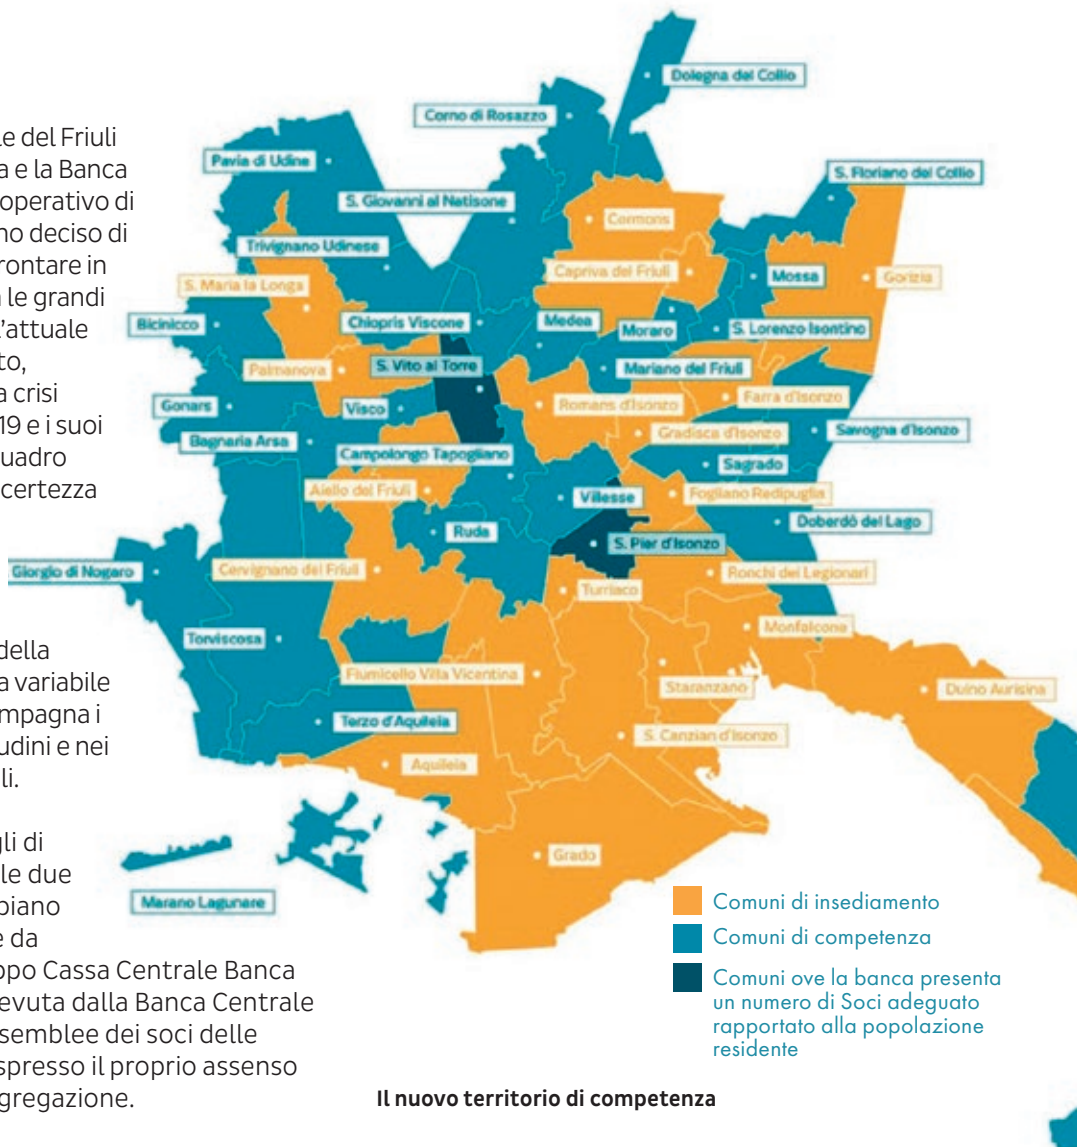 le del Friuli
a e la Banca
operativo di
no deciso di
rontare in
le grandi
l’attuale
to,
a crisi
19 e i suoi
uadro
certezza
della
a variabile
mpagna i
udini e nei
li.
gli di
le due
piano
e da
ppo Cassa Centrale Banca
evuta dalla Banca Centrale
semblee dei soci delle
spresso il proprio assenso
gregazione.
Dolegna del Collio
Corno di Rosazzo
Pavia di Udine
S. Floriano del Collio
S. Giovanni al Natisone
Cormons
Trivignano Udinese
Capriva del Friuli
Mossa
Gorizia
S. Maria la Longa
Bicinicco
Chiopris Viscone
Medea
Moraro
S. Lorenzo Isontino
Palmanova
S. Vito al Torre
Mariano del Friuli
Gonars
Visco
Romans d'Isonzo
Farra d'Isonzo
Bagnaria Arsa
Gradisca d'Isonzo
Savogna d'Isonzo
Campolongo Tapogliano
Sagrado
Aiello del Friuli
Villesse
Fogliano Redipuglia
Ruda
Doberdò del Lago
S. Pier d'Isonzo
Giorgio di Nogaro
Cervignano del Friuli
Ronchi dei Legionari
Turriaco
Torviscosa
Monfalcone
Fiumicello Villa Vicentina
Staranzano
Duino Aurisina
Terzo d'Aquileia
S. Canzian d'Isonzo
Aquileia
Grado
Marano Lagunare
Comuni di insediamento
Comuni di competenza
Comuni ove la banca presenta
un numero di Soci adeguato
rapportato alla popolazione
residente
Il nuovo territorio di competenza